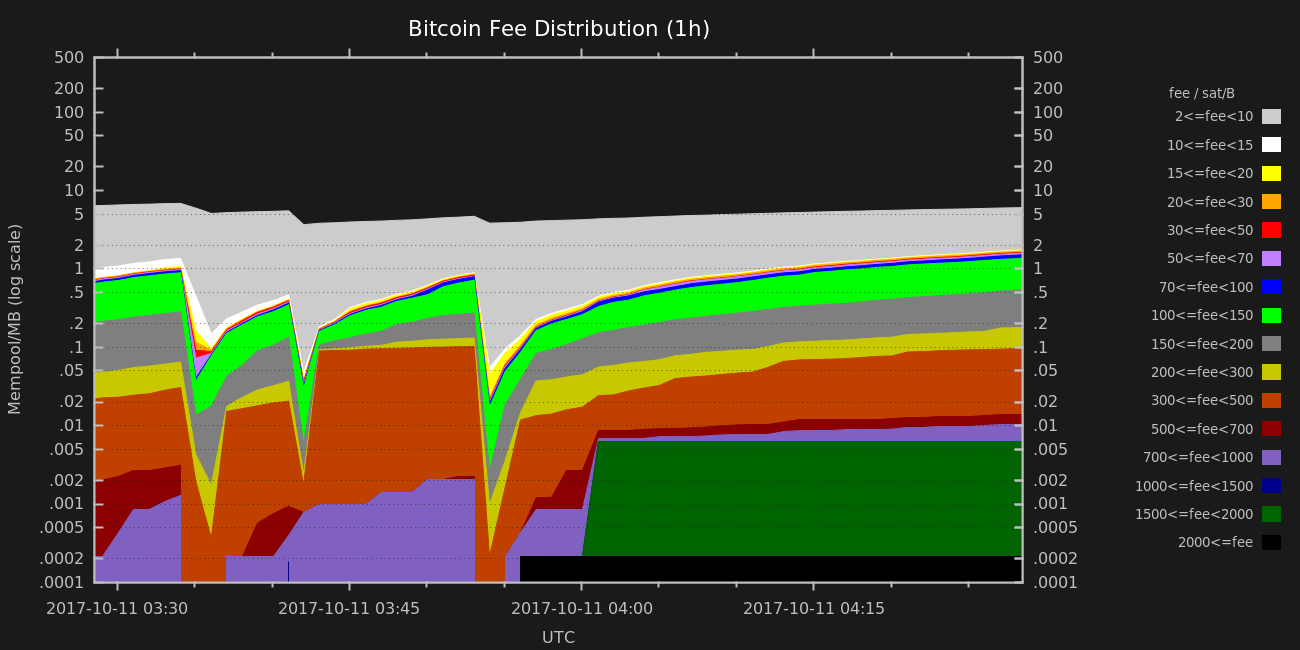 Bitcoin Fee Distribution (1h)
Mempool/MB (log scale)
500
200
100
50
20
10
5
2
1
.5
.2
.1
.05
.02
.01
.005
.002
.001
.0005
.0002
.0001
500
200
100
50
20
10
5
2
1
.5
.2
.1
.05
.02
.01
.005
.002
.001
.0005
.0002
.0001
2017-10-11 03:30
2017-10-11 03:45
2017-10-11 04:00
2017-10-11 04:15
UTC
fee / sat/B
2<=fee<10
10<=fee<15
15<=fee<20
20<=fee<30
30<=fee<50
50<=fee<70
70<=fee<100
100<=fee<150
150<=fee<200
200<=fee<300
300<=fee<500
500<=fee<700
700<=fee<1000
1000<=fee<1500
1500<=fee<2000
2000<=fee